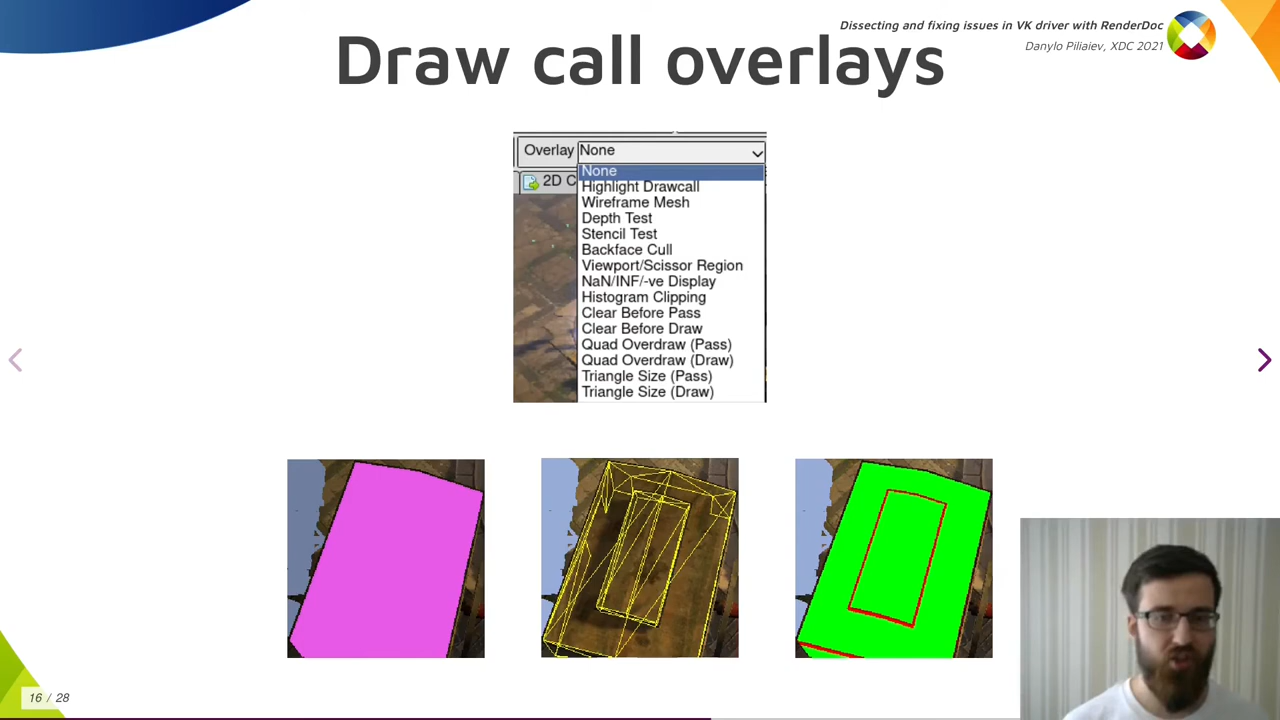 Dissecting and fixing issues in VK driver with RenderDoc
Danylo Piliaiev, XDC 2021
Draw call overlays
Overlay None
2D C
None
Highlight Drawcall
Wireframe Mesh
Depth Test
Stencil Test
Backface Cull
Viewport/Scissor Region
NaN/INF/-ve Display
Histogram Clipping
Clear Before Pass
Clear Before Draw
Quad Overdraw (Pass)
Quad Overdraw (Draw)
Triangle Size (Pass)
Triangle Size (Draw)
16 / 28